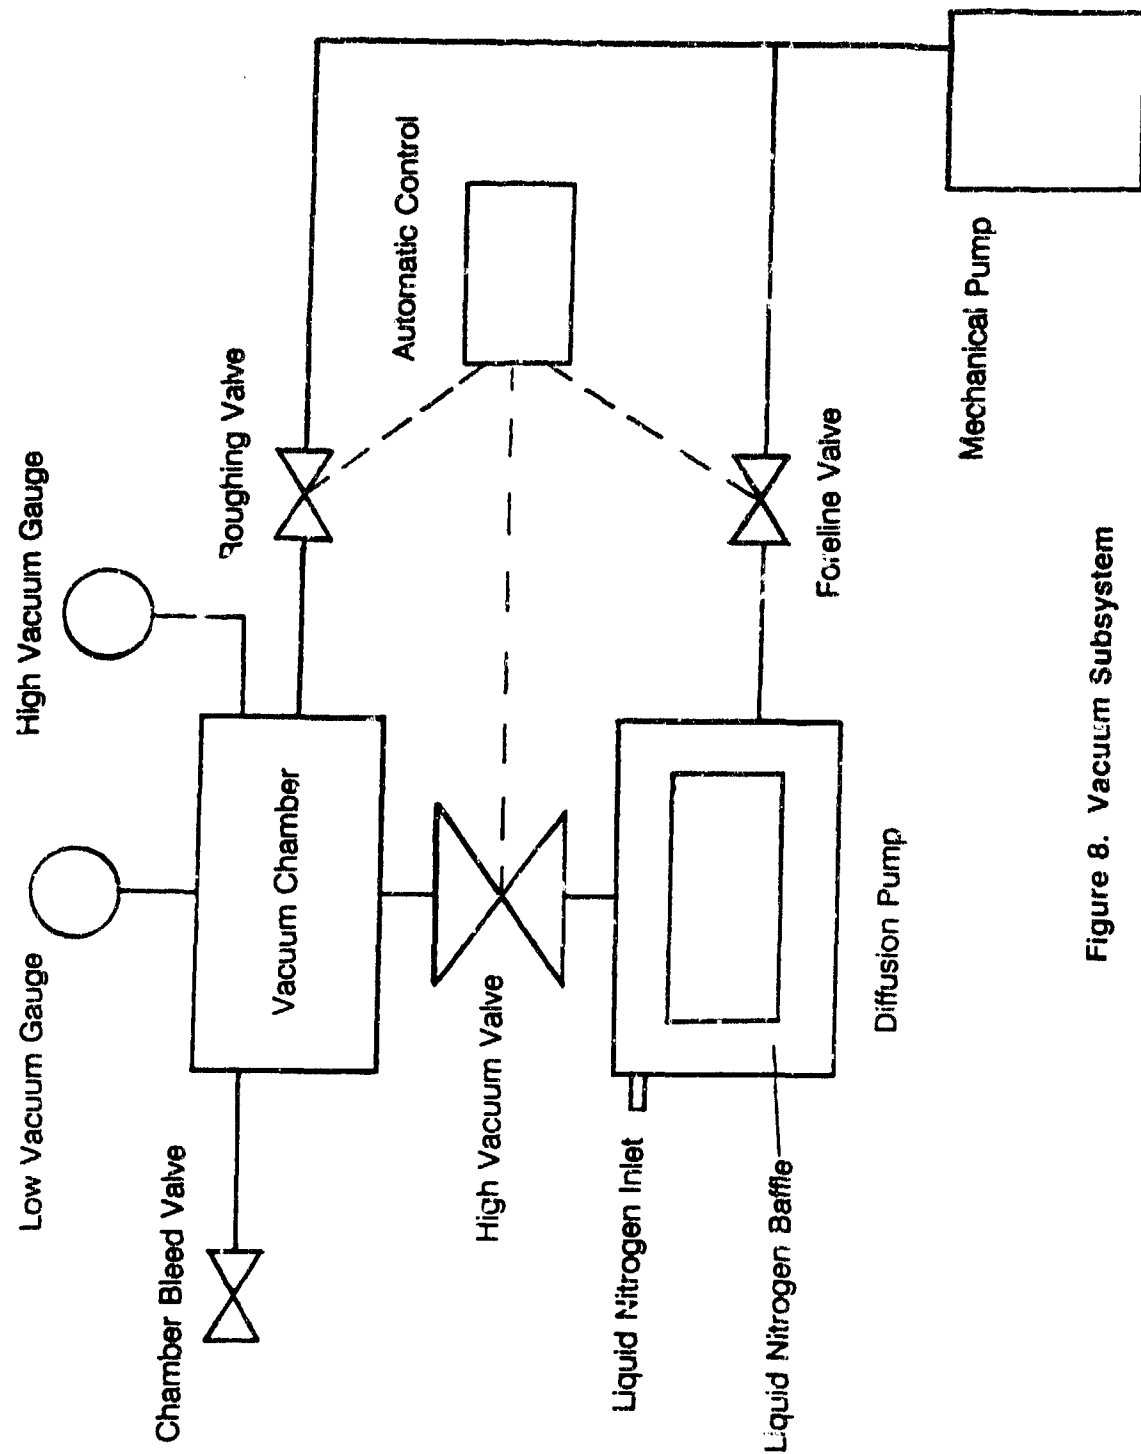 Low Vacuum Gauge
High Vacuum Gauge
Chamber Bleed Valve
Vacuum Chamber
Roughing Valve
Automatic Control
High Vacuum Valve
Liquid Nitrogen Inlet
Liquid Nitrogen Baffle
Diffusion Pump
Foreline Valve
Mechanical Pump
Figure 8. Vacuum Subsystem